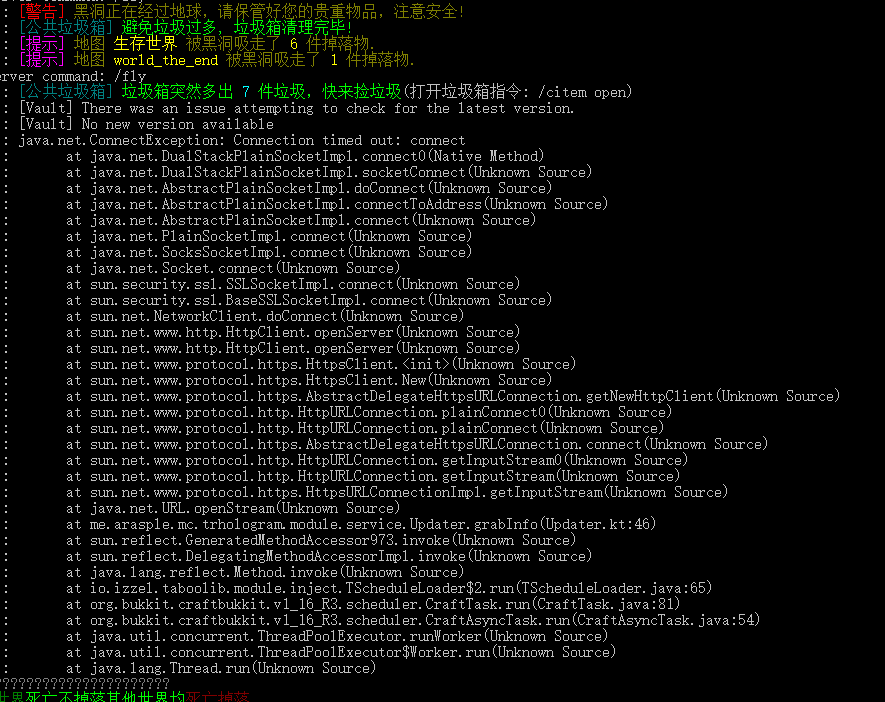 : [警告] 黑洞正在经过地球, 请保管好您的贵重物品, 注意安全!
: [公共垃圾箱] 避免垃圾过多, 垃圾箱清理完毕!
: [提示] 地图 生存世界 被黑洞吸走了 6 件掉落物.
: [提示] 地图 world_the_end 被黑洞吸走了 1 件掉落物.
erver command: /fly
: [公共垃圾箱] 垃圾箱突然多出 7 件垃圾, 快来捡垃圾(打开垃圾箱指令: /citem open)
: [Vault] There was an issue attempting to check for the latest version.
: [Vault] No new version available
: java.net.ConnectException: Connection timed out: connect
:       at java.net.DualStackPlainSocketImpl.connect0(Native Method)
:       at java.net.DualStackPlainSocketImpl.socketConnect(Unknown Source)
:       at java.net.AbstractPlainSocketImpl.doConnect(Unknown Source)
:       at java.net.AbstractPlainSocketImpl.connectToAddress(Unknown Source)
:       at java.net.AbstractPlainSocketImpl.connect(Unknown Source)
:       at java.net.PlainSocketImpl.connect(Unknown Source)
:       at java.net.SocksSocketImpl.connect(Unknown Source)
:       at java.net.Socket.connect(Unknown Source)
:       at sun.security.ssl.SSLSocketImpl.connect(Unknown Source)
:       at sun.security.ssl.BaseSSLSocketImpl.connect(Unknown Source)
:       at sun.net.NetworkClient.doConnect(Unknown Source)
:       at sun.net.www.http.HttpClient.openServer(Unknown Source)
:       at sun.net.www.http.HttpClient.openServer(Unknown Source)
:       at sun.net.www.protocol.https.HttpsClient.<init>(Unknown Source)
:       at sun.net.www.protocol.https.HttpsClient.New(Unknown Source)
:       at sun.net.www.protocol.https.AbstractDelegateHttpsURLConnection.getNewHttpClient(Unknown Source)
:       at sun.net.www.protocol.http.HttpURLConnection.plainConnect0(Unknown Source)
:       at sun.net.www.protocol.http.HttpURLConnection.plainConnect(Unknown Source)
:       at sun.net.www.protocol.https.AbstractDelegateHttpsURLConnection.connect(Unknown Source)
:       at sun.net.www.protocol.http.HttpURLConnection.getInputStream0(Unknown Source)
:       at sun.net.www.protocol.http.HttpURLConnection.getInputStream(Unknown Source)
:       at sun.net.www.protocol.https.HttpsURLConnectionImpl.getInputStream(Unknown Source)
:       at java.net.URL.openStream(Unknown Source)
:       at me.arasple.mc.trhologram.module.service.Updater.grabInfo(Updater.kt:46)
:       at sun.reflect.GeneratedMethodAccessor973.invoke(Unknown Source)
:       at sun.reflect.DelegatingMethodAccessorImpl.invoke(Unknown Source)
:       at java.lang.reflect.Method.invoke(Unknown Source)
:       at io.izzel.taboolib.module.inject.TScheduleLoader$2.run(TScheduleLoader.java:65)
:       at org.bukkit.craftbukkit.v1_16_R3.scheduler.CraftTask.run(CraftTask.java:81)
:       at org.bukkit.craftbukkit.v1_16_R3.scheduler.CraftAsyncTask.run(CraftAsyncTask.java:54)
:       at java.util.concurrent.ThreadPoolExecutor.runWorker(Unknown Source)
:       at java.util.concurrent.ThreadPoolExecutor$Worker.run(Unknown Source)
:       at java.lang.Thread.run(Unknown Source)
?????????????????????
世界死亡不掉落其他世界均死亡掉落